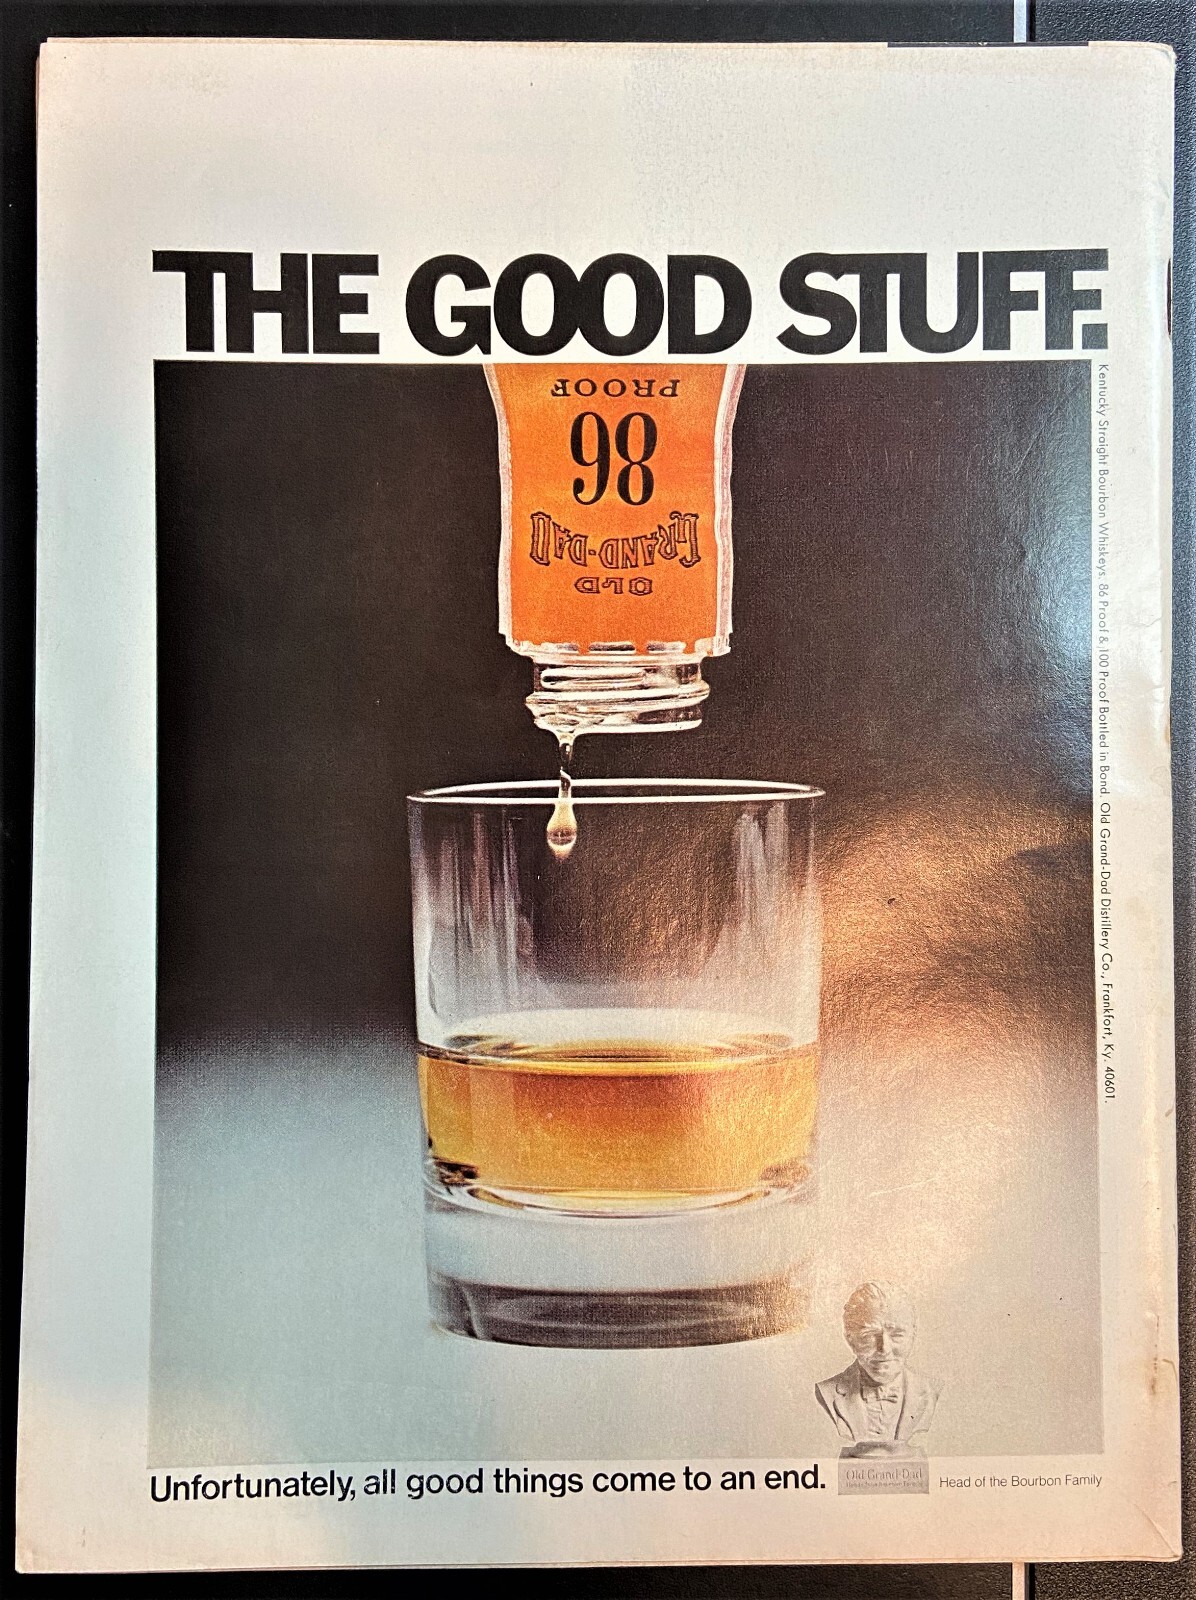 THE GOOD STUFF.
PROOF
86
GRAND-DAD
OLD
Kentucky Straight Bourbon Whiskeys. 86 Proof & 100 Proof Bottled in Bond. Old Grand-Dad Distillery Co., Frankfort, Ky. 40601.
Unfortunately, all good things come to an end.
Old Grand-Dad
Head of the Bourbon Family